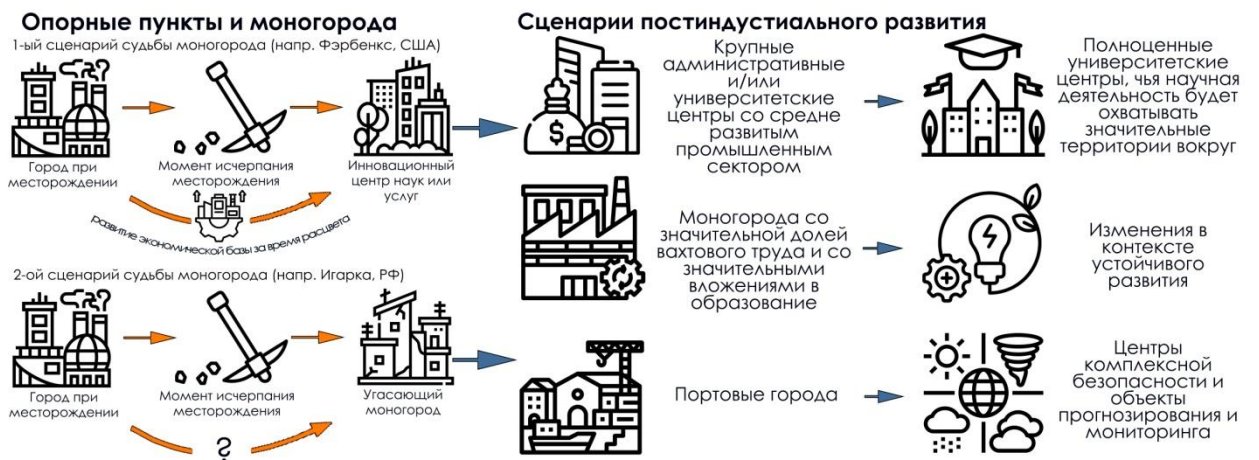 Опорные пункты и моногорода
1-ый сценарий судьбы моногорода (напр. Фэрбенкс, США)
Город при
месторождении
Момент исчерпания
месторождения
Инновационный
центр наук или
услуг
развитие экономической базы за время расцвета
2-ой сценарий судьбы моногорода (напр. Игарка, РФ)
Город при
месторождении
Момент исчерпания
месторождения
Угасающий
моногород
?
Сценарии постиндустиального развития
$
Крупные
административные
и/или
университетские
центры со средне
развитым
промышленным
сектором
Полноценные
университетские
центры, чья научная
деятельность будет
охватывать
значительные
территории вокруг
Моногорода со
значительной долей
вахтового труда и со
значительными
вложениями в
образование
Изменения в
контексте
устойчивого
развития
Портовые города
Центры
комплексной
безопасности и
объекты
прогнозирования и
мониторинга